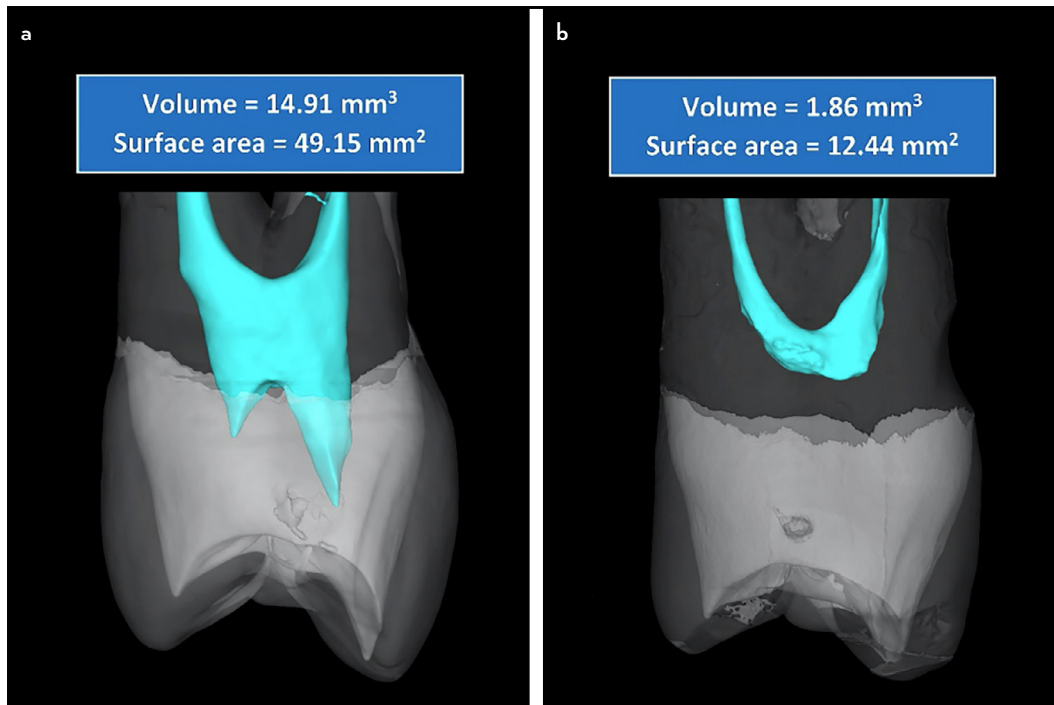 a
Volume = 14.91 mm³
Surface area = 49.15 mm²
b
Volume = 1.86 mm³
Surface area = 12.44 mm²